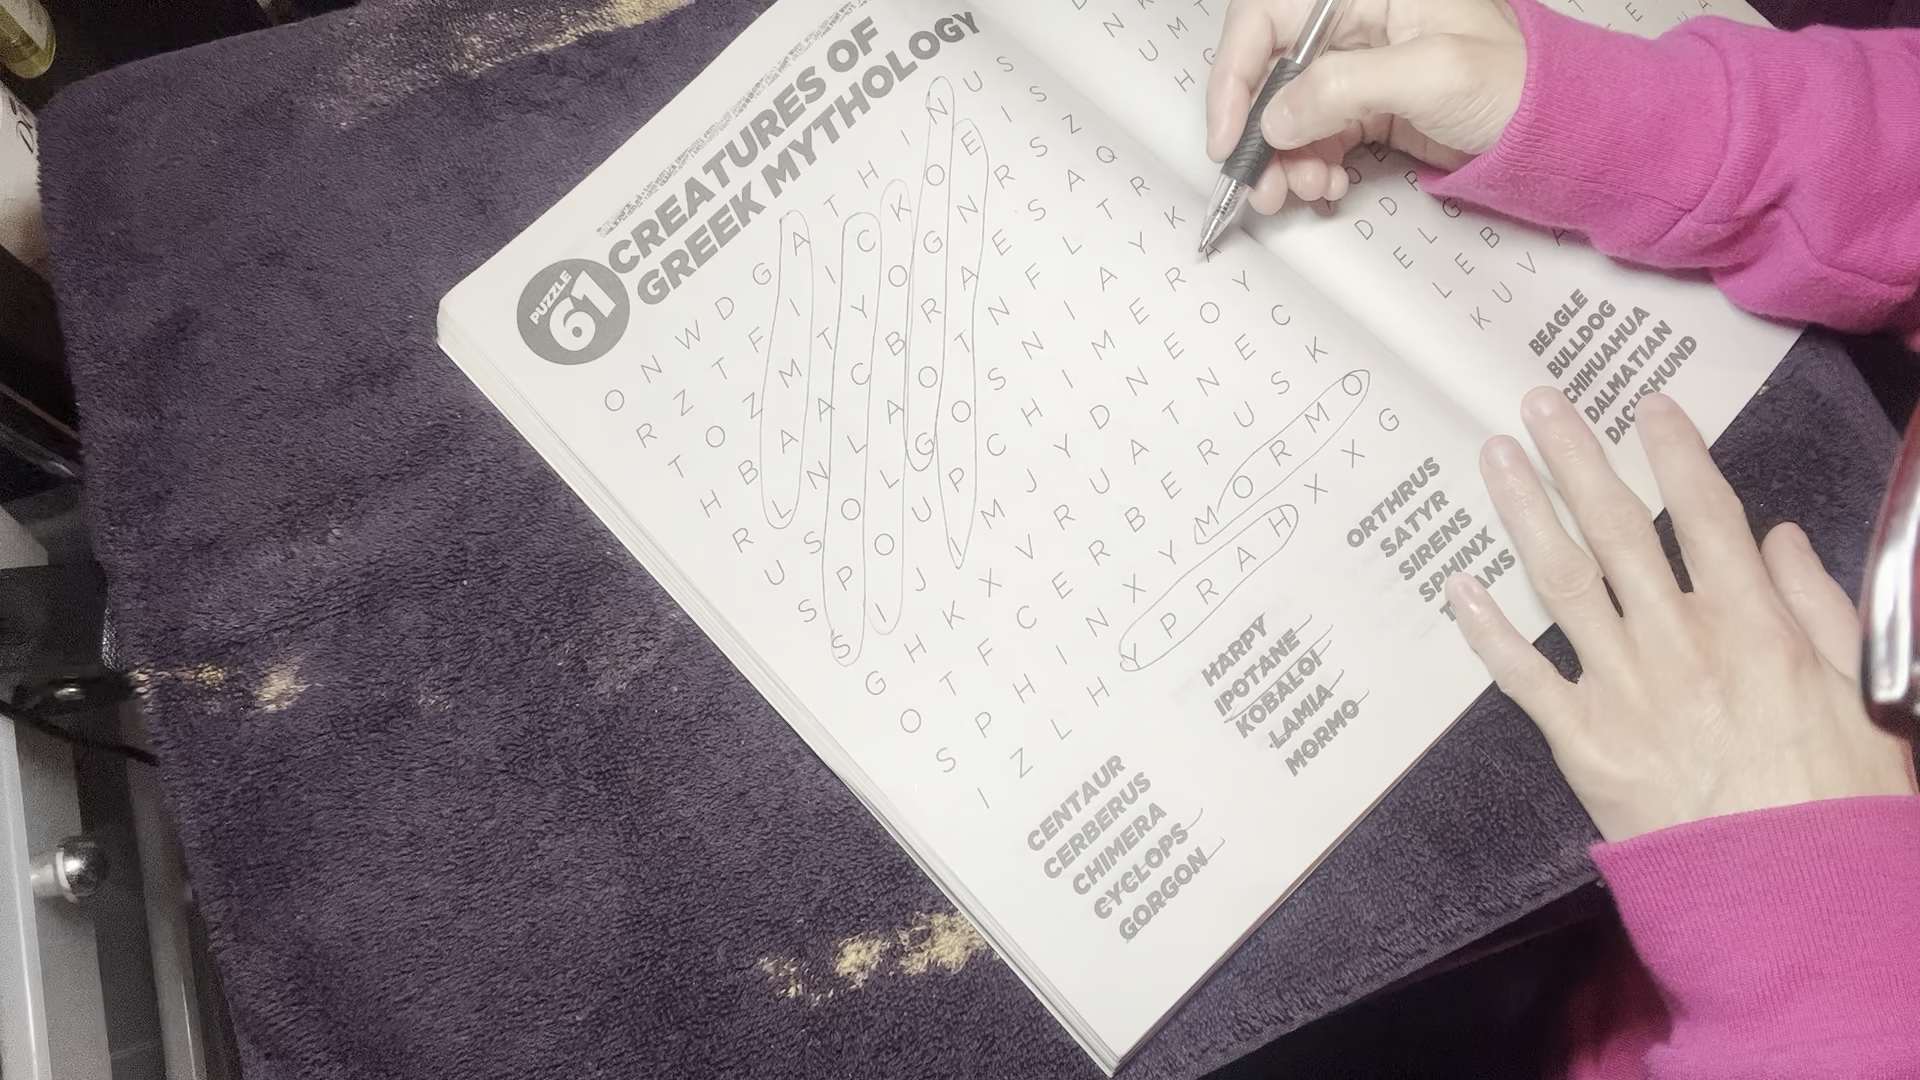 PUZZLE
61
CREATURES OF
GREEK MYTHOLOGY
O N W D G A T H I N U S
R Z T F I I C K O E I S
T O Z M T Y O G N R S Z
H B A A C B R A E S A Q
R L N L A O T N F L T R
U S O L G O S N I A Y K
S P O U P C H I M E R A
S I J I M J Y D N E O Y
G H K X V R U A T N E C
O T F C E R B E R U S K
S P H I N X Y M O R M O
I Z L H Y P R A H X X G
CENTAUR
CERBERUS
CHIMERA
CYCLOPS
GORGON
HARPY
IPOTANE
KOBALOI
LAMIA
MORMO
ORTHRUS
SATYR
SIRENS
SPHINX
BEAGLE
BULLDOG
CHIHUAHUA
DALMATIAN
DACHSHUND